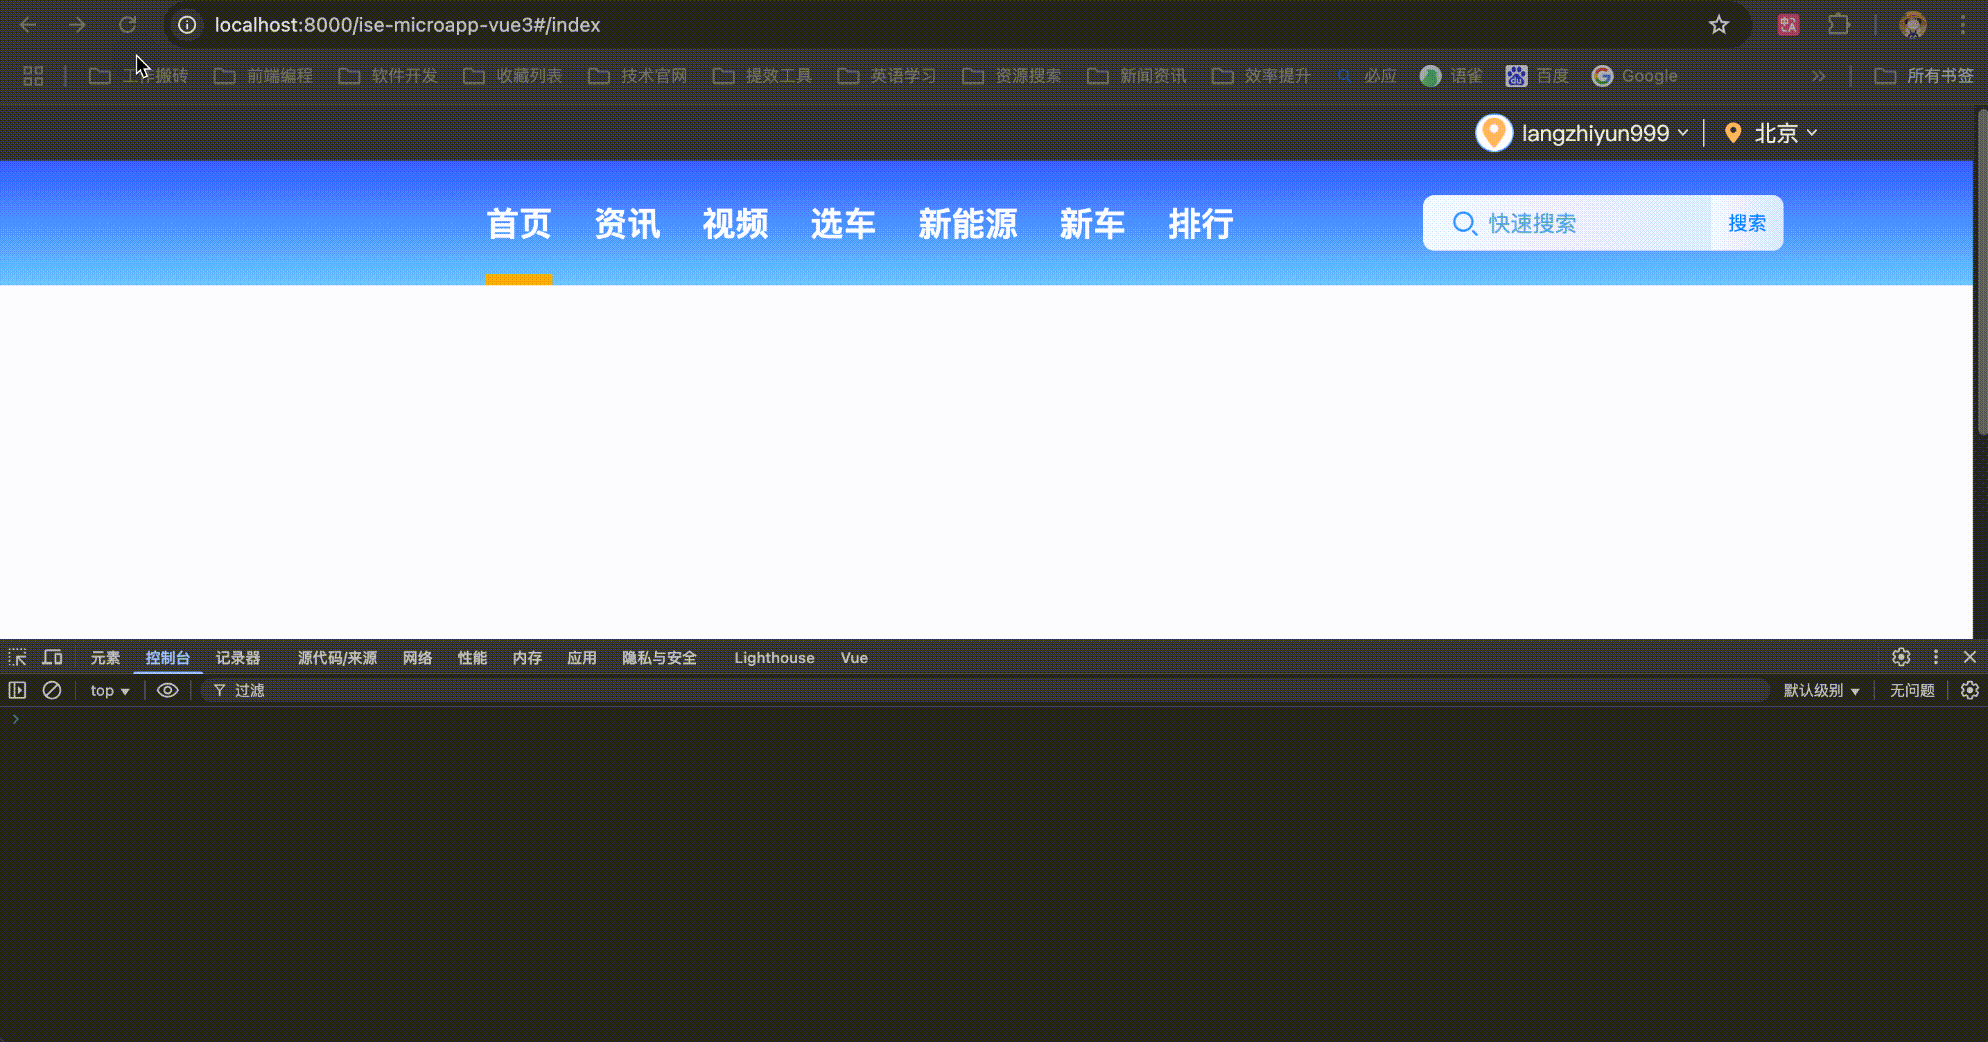 localhost:8000/ise-microapp-vue3#/index
工作搬砖 前端编程 软件开发 收藏列表 技术官网 提效工具 英语学习 资源搜索 新闻资讯 效率提升 必应 语雀 百度 Google » 所有书签
langzhiyun999 北京
首页 资讯 视频 选车 新能源 新车 排行 快速搜索 搜索
元素 控制台 记录器 源代码/来源 网络 性能 内存 应用 隐私与安全 Lighthouse Vue
top 过滤 默认级别 无问题